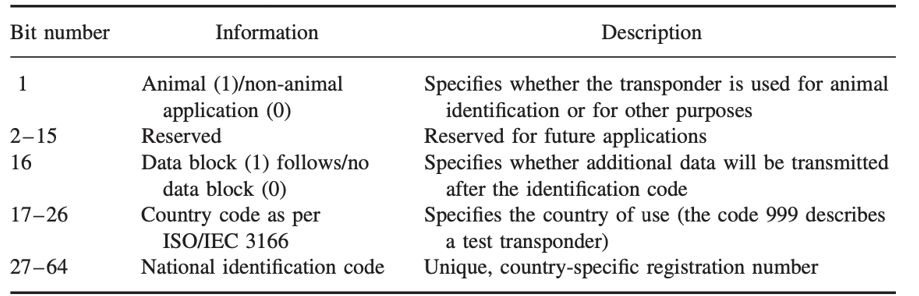 Bit number Information Description
1 Animal (1)/non-animal Specifies whether the transponder is used for animal
application (0) identification or for other purposes
2–15 Reserved Reserved for future applications
16 Data block (1) follows/no Specifies whether additional data will be transmitted
data block (0) after the identification code
17–26 Country code as per Specifies the country of use (the code 999 describes
ISO/IEC 3166 a test transponder)
27–64 National identification code Unique, country-specific registration number